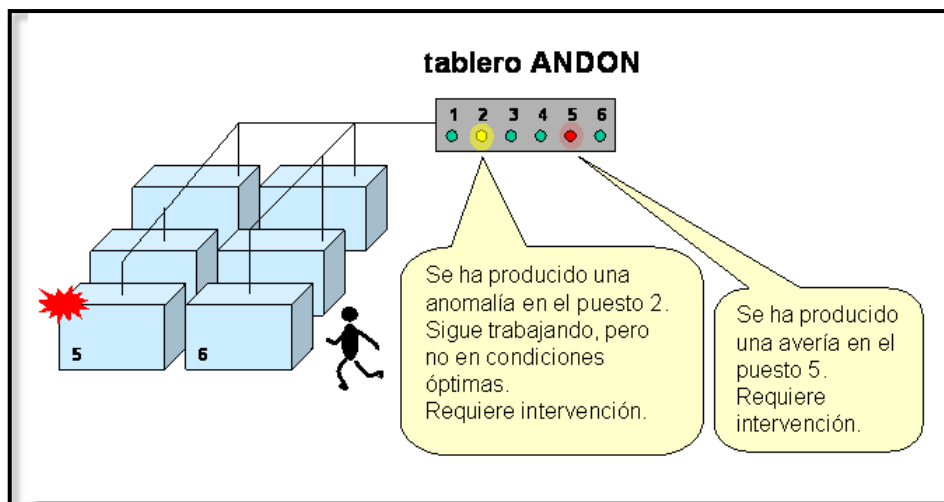 tablero ANDON
1 2 3 4 5 6
Se ha producido una
anomalía en el puesto 2.
Sigue trabajando, pero
no en condiciones
óptimas.
Requiere intervención.
Se ha producido
una avería en el
puesto 5.
Requiere
intervención.
5
6